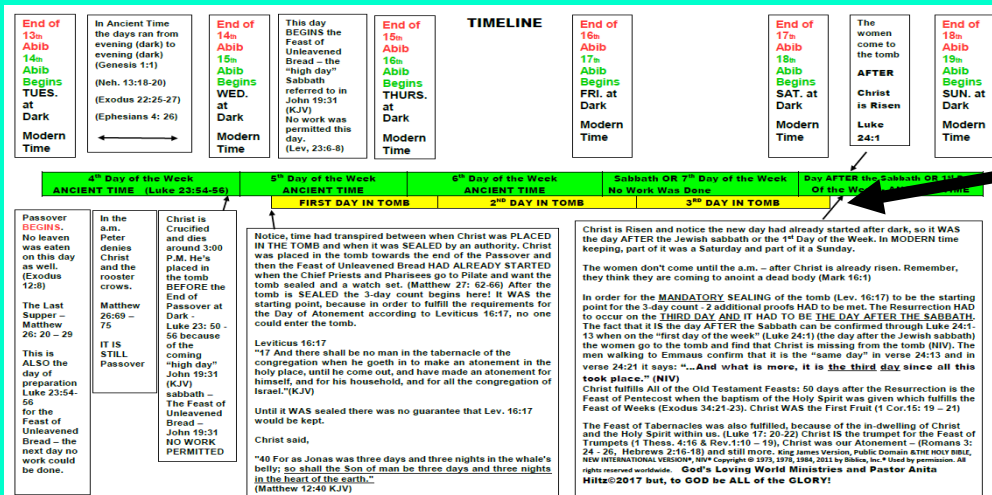 TIMELINE
End of
13th
Abib
14th
Abib
Begins
TUES.
at
Dark
Modern
Time
In Ancient Time
the days ran from
evening (dark) to
evening (dark)
(Genesis 1:1)
(Neh. 13:18-20)
(Exodus 22:25-27)
(Ephesians 4: 26)
End of
14th
Abib
15th
Abib
Begins
WED.
at
Dark
Modern
Time
This day
BEGINS the
Feast of
Unleavened
Bread – the
"high day"
Sabbath
referred to in
John 19:31
(KJV)
No work was
permitted this
day.
(Lev, 23:6-8)
End of
15th
Abib
16th
Abib
Begins
THURS.
at Dark
Modern
Time
End of
16th
Abib
17th
Abib
Begins
FRI. at
Dark
Modern
Time
End of
17th
Abib
18th
Abib
Begins
SAT. at
Dark
Modern
Time
The
women
come to
the tomb
AFTER
Christ
is Risen
Luke
24:1
End of
18th
Abib
19th
Abib
Begins
SUN. at
Dark
Modern
Time
4th Day of the Week
ANCIENT TIME (Luke 23:54-56)
5th Day of the Week
ANCIENT TIME
6th Day of the Week
ANCIENT TIME
Sabbath OR 7th Day of the Week
No Work Was Done
Day AFTER the Sabbath OR 1st
Of the Week TIME
FIRST DAY IN TOMB
2ND DAY IN TOMB
3RD DAY IN TOMB
Passover
BEGINS.
No leaven
was eaten
on this day
as well.
(Exodus
12:8)
The Last
Supper –
Matthew
26: 20 – 29
This is
ALSO the
day of
preparation
Luke 23:54-
56
for the
Feast of
Unleavened
Bread – the
next day no
work could
be done.
In the
a.m.
Peter
denies
Christ
and the
rooster
crows.
Matthew
26:69 –
75
IT IS
STILL
Passover
Christ is
Crucified
and dies
around 3:00
P.M. He's
placed in
the tomb
BEFORE the
End of
Passover at
Dark -
Luke 23: 50 -
56 because
of the
coming
"high day"
John 19:31
(KJV)
sabbath –
The Feast of
Unleavened
Bread –
John 19:31
NO WORK
PERMITTED
Notice, time had transpired between when Christ was PLACED
IN THE TOMB and when it was SEALED by an authority. Christ
was placed in the tomb towards the end of the Passover and
then the Feast of Unleavened Bread HAD ALREADY STARTED
when the Chief Priests and Pharisees go to Pilate and want the
tomb sealed and a watch set. (Matthew 27: 62-66) After the
tomb is SEALED the 3-day count begins here! It WAS the
starting point, because in order to fulfill the requirements for
the Day of Atonement according to Leviticus 16:17, no one
could enter the tomb.
Leviticus 16:17
"17 And there shall be no man in the tabernacle of the
congregation when he goeth in to make an atonement in the
holy place, until he come out, and have made an atonement for
himself, and for his household, and for all the congregation of
Israel."(KJV)
Until it WAS sealed there was no guarantee that Lev. 16:17
would be kept.
Christ said,
"40 For as Jonas was three days and three nights in the whale's
belly; so shall the Son of man be three days and three nights
in the heart of the earth."
(Matthew 12:40 KJV)
Christ is Risen and notice the new day had already started after dark, so it WAS
the day AFTER the Jewish sabbath or the 1st Day of the Week. In MODERN time
keeping, part of it was a Saturday and part of it a Sunday.
The women don't come until the a.m. – after Christ is already risen. Remember,
they think they are coming to anoint a dead body (Mark 16:1)
In order for the MANDATORY SEALING of the tomb (Lev. 16:17) to be the starting
point for the 3-day count - 2 additional proofs HAD to be met. The Resurrection HAD
to occur on the THIRD DAY AND IT HAD TO BE THE DAY AFTER THE SABBATH.
The fact that it IS the day AFTER the Sabbath can be confirmed through Luke 24:1-
13 when on the "first day of the week" (Luke 24:1) (the day after the Jewish sabbath)
the women go to the tomb and find that Christ is missing from the tomb (NIV). The
men walking to Emmaus confirm that it is the "same day" in verse 24:13 and in
verse 24:21 it says: "...And what is more, it is the third day since all this
took place." (NIV)
Christ fulfills All of the Old Testament Feasts: 50 days after the Resurrection is the
Feast of Pentecost when the baptism of the Holy Spirit was given which fulfills the
Feast of Weeks (Exodus 34:21-23). Christ WAS the First Fruit (1 Cor.15: 19 – 21)
The Feast of Tabernacles was also fulfilled, because of the in-dwelling of Christ
and the Holy Spirit within us. (Luke 17: 20-22) Christ IS the trumpet for the Feast of
Trumpets (1 Thess. 4:16 & Rev.1:10 – 19), Christ was our Atonement – (Romans 3:
24 - 26, Hebrews 2:16-18) and still more. King James Version, Public Domain &THE HOLY BIBLE,
NEW INTERNATIONAL VERSION®, NIV® Copyright © 1973, 1978, 1984, 2011 by Biblica, Inc.® Used by permission. All
rights reserved worldwide. God's Loving World Ministries and Pastor Anita
Hiltz©2017 but, to GOD be ALL of the GLORY!